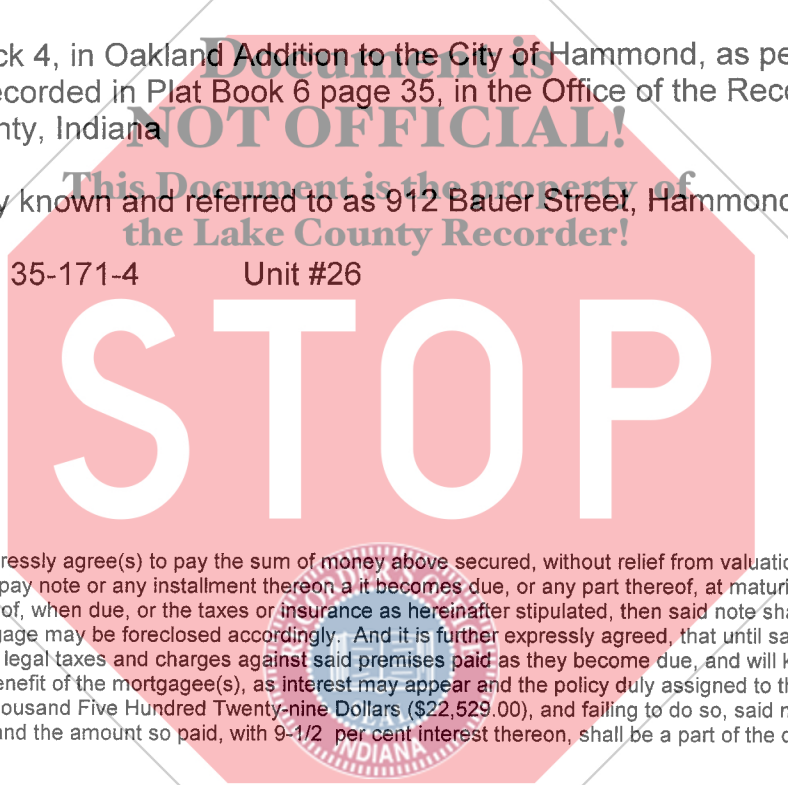 ck 4, in Oakland Addition to the City of Hammond, as pe
Document is
ecorded in Plat Book 6 page 35, in the Office of the Reco
nty, Indiana
NOT OFFICIAL!
This Document is the property of
y known and referred to as 912 Bauer Street, Hammond
the Lake County Recorder!
35-171-4 Unit #26
STOP
ressly agree(s) to pay the sum of money above secured, without relief from valuatio
pay note or any installment thereon a it becomes due, or any part thereof, at maturi
of, when due, or the taxes or insurance as hereinafter stipulated, then said note sha
gage may be foreclosed accordingly. And it is further expressly agreed, that until sa
legal taxes and charges against said premises paid as they become due, and will k
enefit of the mortgagee(s), as interest may appear and the policy duly assigned to th
ousand Five Hundred Twenty-nine Dollars ($22,529.00), and failing to do so, said n
and the amount so paid, with 9-1/2 per cent interest thereon, shall be a part of the d
RECORDER'S OFFICE
SEAL
INDIANA